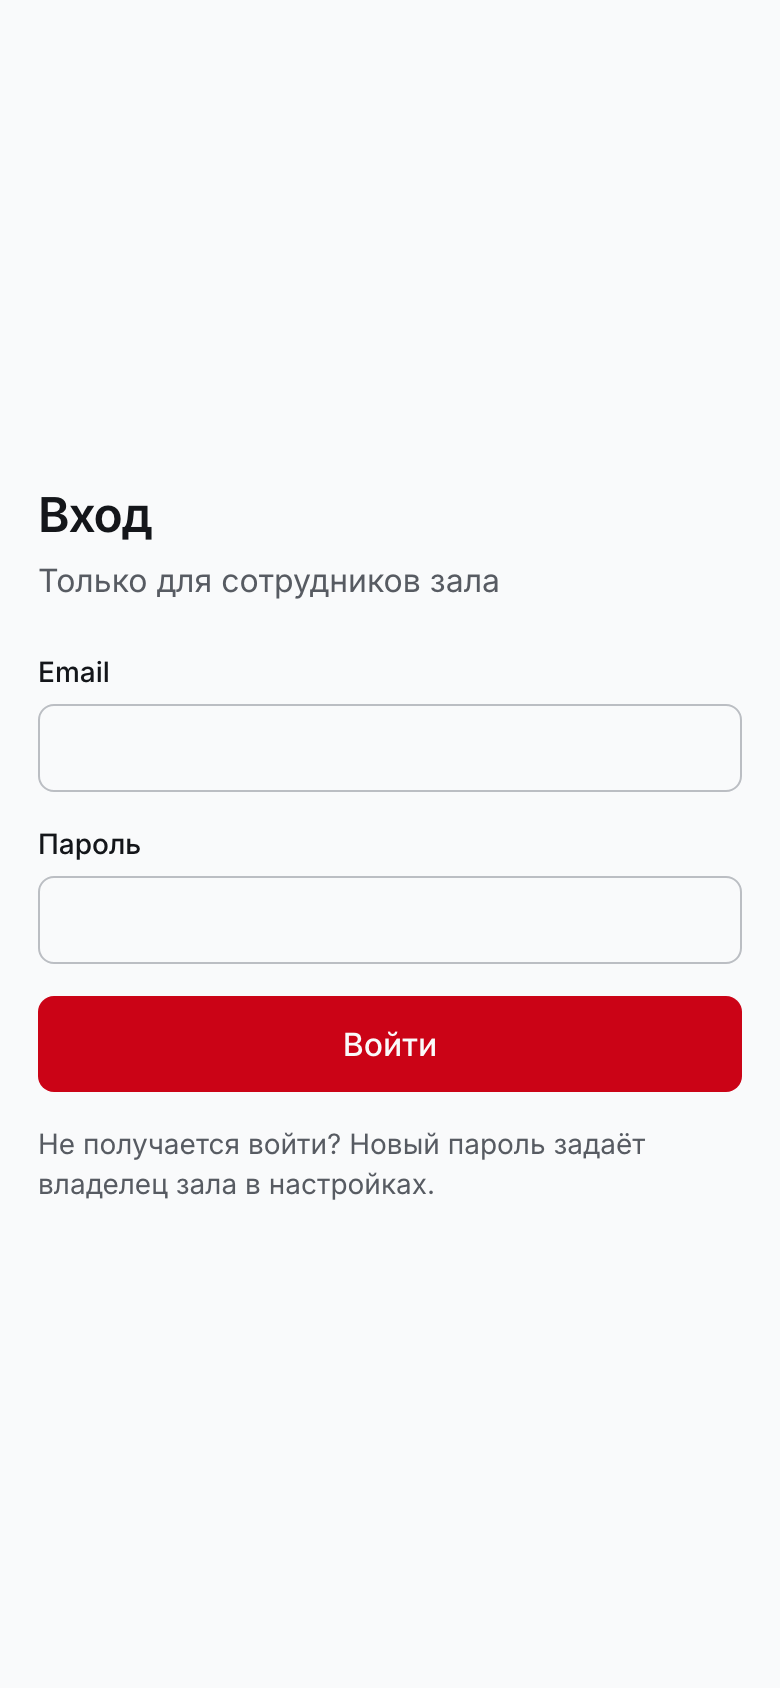 Вход
Только для сотрудников зала
Email
Пароль
Войти
Не получается войти? Новый пароль задаёт
владелец зала в настройках.